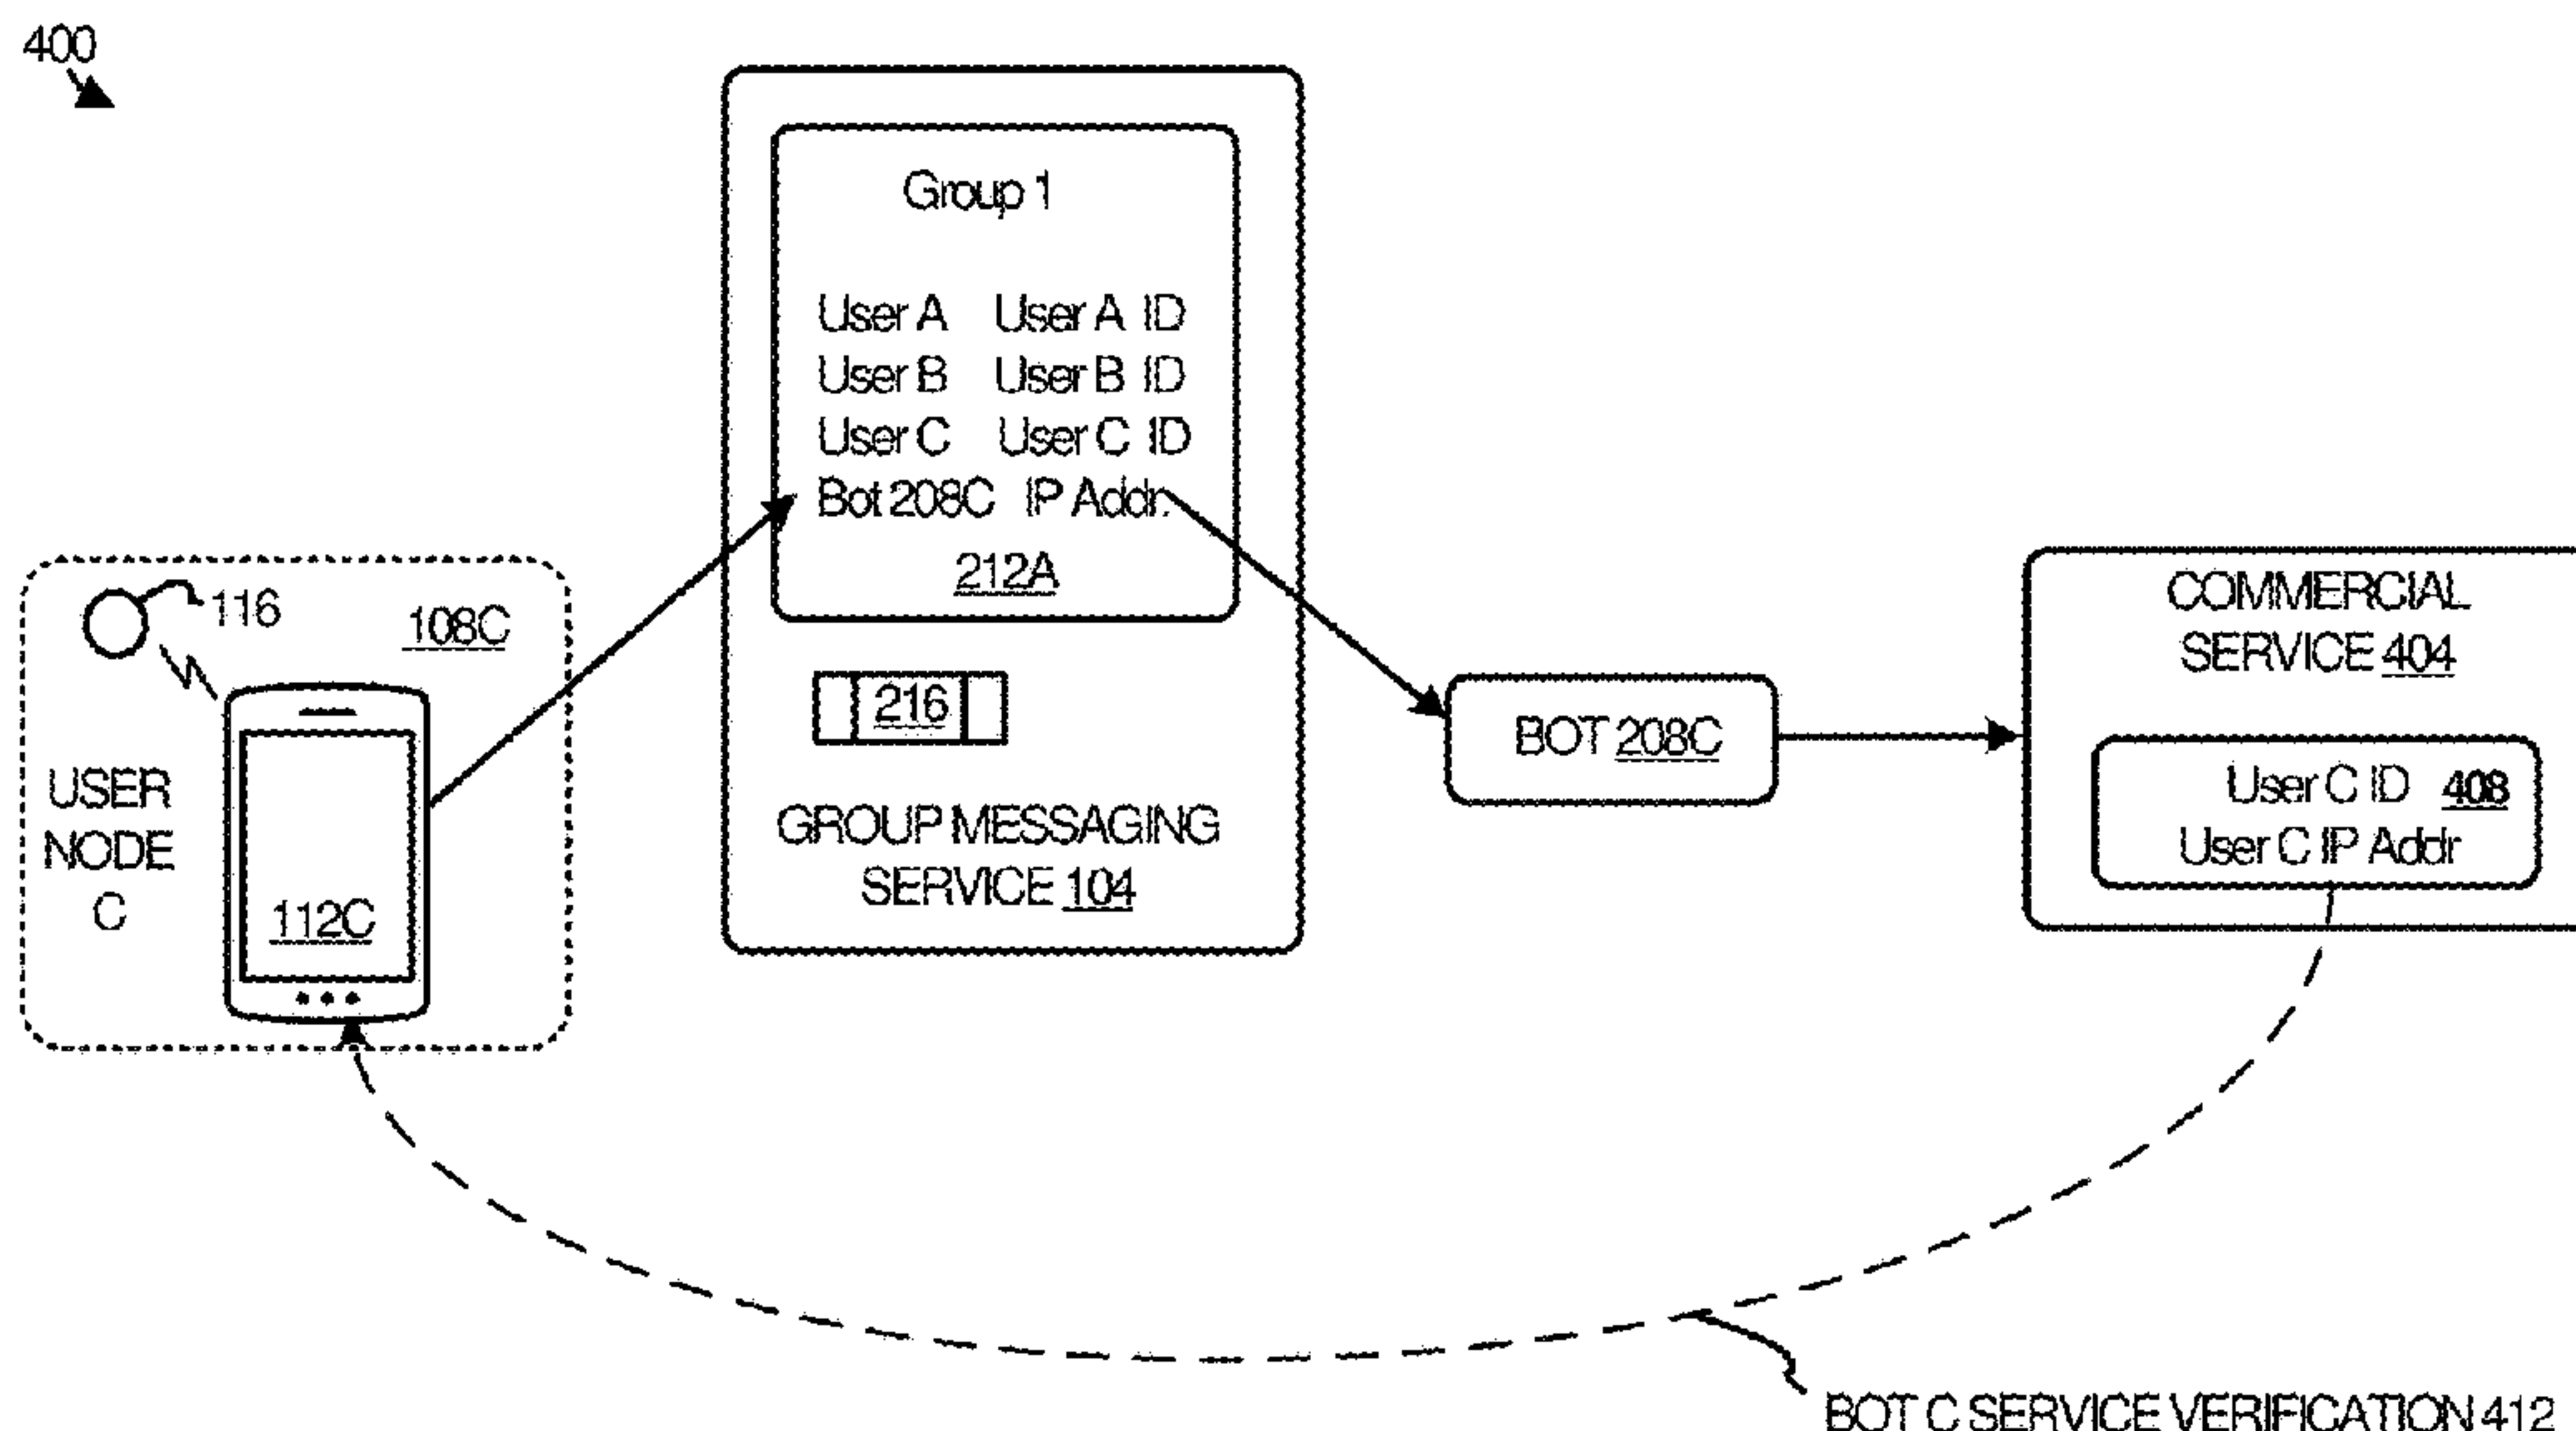 400
Group 1
User A User A ID
User B User B ID
User C User C ID
Bot 208C IP Addr.
212A
216
GROUP MESSAGING
SERVICE 104
116
108C
USER
NODE
C
112C
BOT 208C
COMMERCIAL
SERVICE 404
User C ID 408
User C IP Addr
BOT C SERVICE VERIFICATION 412